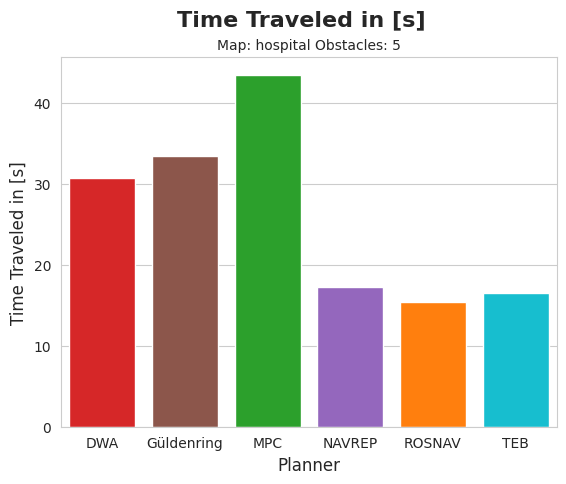 Time Traveled in [s]
Map: hospital Obstacles: 5
Time Traveled in [s]
40
30
20
10
0
DWA Güldenring MPC NAVREP ROSNAV TEB
Planner